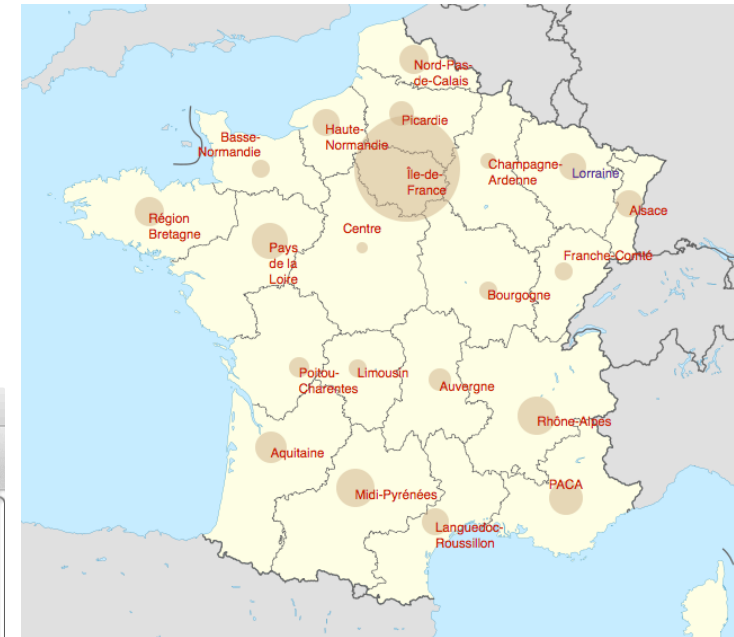 Nord-Pas-
de-Calais
Picardie
Haute-
Normandie
Basse-
Normandie
Île-de-
France
Champagne-
Ardenne
Lorraine
Alsace
Région
Bretagne
Pays
de la
Loire
Centre
Franche-Comté
Bourgogne
Poitou-
Charentes
Limousin
Auvergne
Rhône-Alpes
Aquitaine
Midi-Pyrénées
PACA
Languedoc-
Roussillon